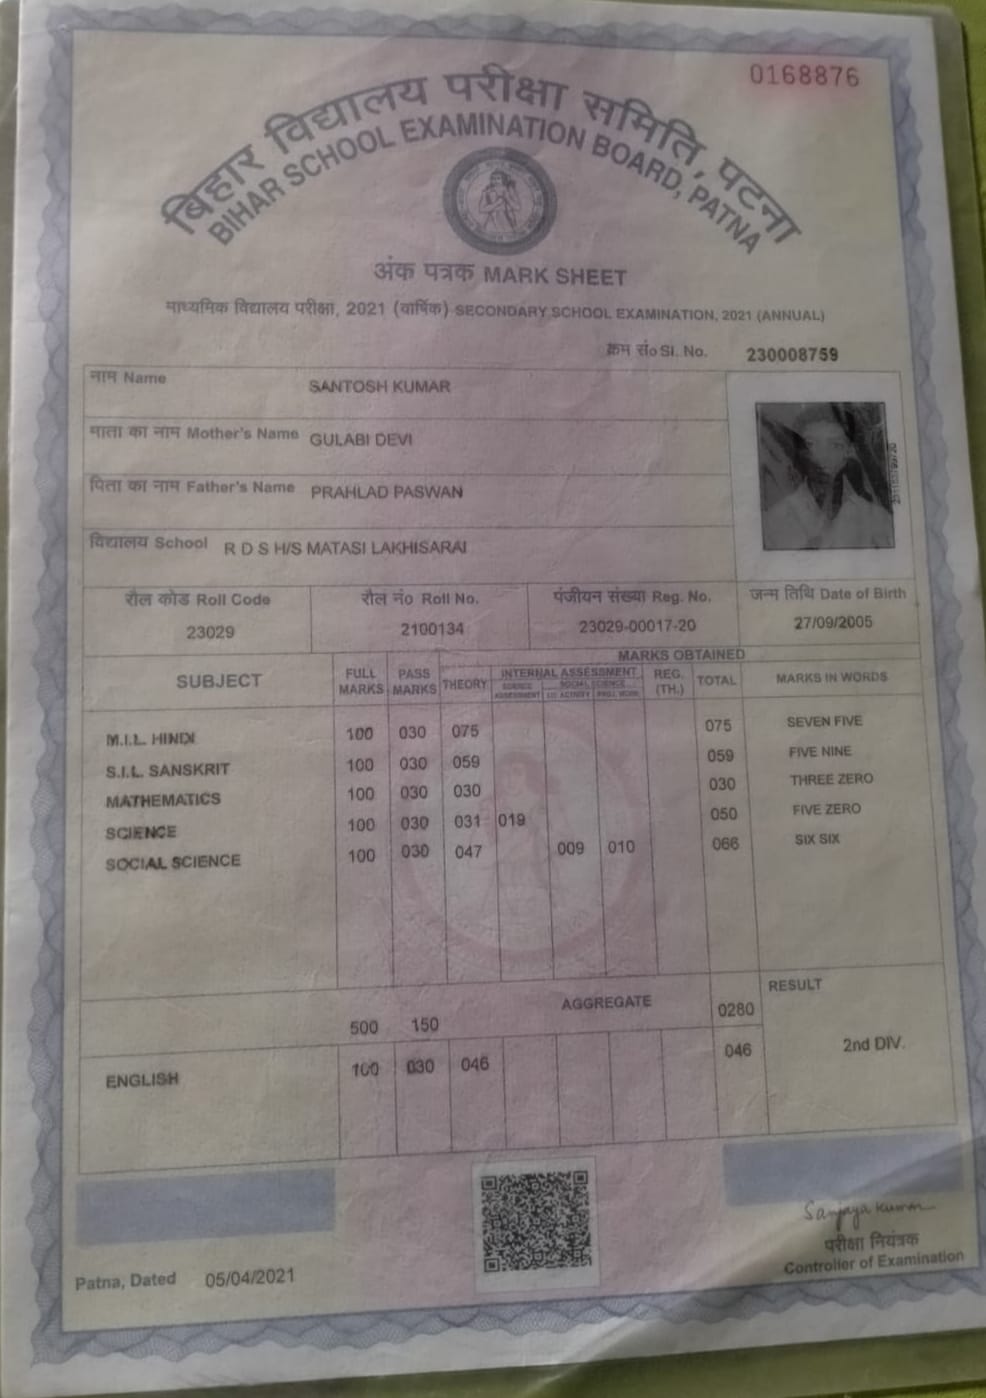 0168876
बिहार विद्यालय परीक्षा समिति, पटना
BIHAR SCHOOL EXAMINATION BOARD, PATNA
अंक पत्रक MARK SHEET
माध्यमिक विद्यालय परीक्षा, 2021 (वार्षिक) SECONDARY SCHOOL EXAMINATION, 2021 (ANNUAL)
क्रम सं० Sl. No. 230008759
नाम Name SANTOSH KUMAR
माता का नाम Mother's Name GULABI DEVI
पिता का नाम Father's Name PRAHLAD PASWAN
विद्यालय School R D S H/S MATASI LAKHISARAI
रौल कोड Roll Code रौल नं० Roll No. पंजीयन संख्या Reg. No. जन्म तिथि Date of Birth
23029 2100134 23029-00017-20 27/09/2005
MARKS OBTAINED
SUBJECT FULL MARKS PASS MARKS THEORY INTERNAL ASSESSMENT REG. (TH.) TOTAL MARKS IN WORDS
SCIENCE ASSESSMENT SOCIAL SCIENCE
M.I.L. HINDI 100 030 075 075 SEVEN FIVE
S.I.L. SANSKRIT 100 030 059 059 FIVE NINE
MATHEMATICS 100 030 030 030 THREE ZERO
SCIENCE 100 030 031 019 050 FIVE ZERO
SOCIAL SCIENCE 100 030 047 009 010 066 SIX SIX
500 150 AGGREGATE 0280 RESULT
ENGLISH 100 030 046 046 2nd DIV.
Sanjaya Kumar
परीक्षा नियंत्रक
Controller of Examination
Patna, Dated 05/04/2021